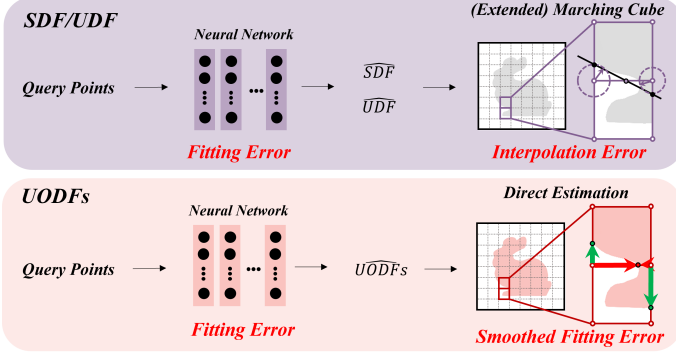 SDF/UDF
(Extended) Marching Cube
Neural Network
Query Points
SDF
UDF
Fitting Error
Interpolation Error
UODFs
Direct Estimation
Neural Network
Query Points
UODFs
Fitting Error
Smoothed Fitting Error